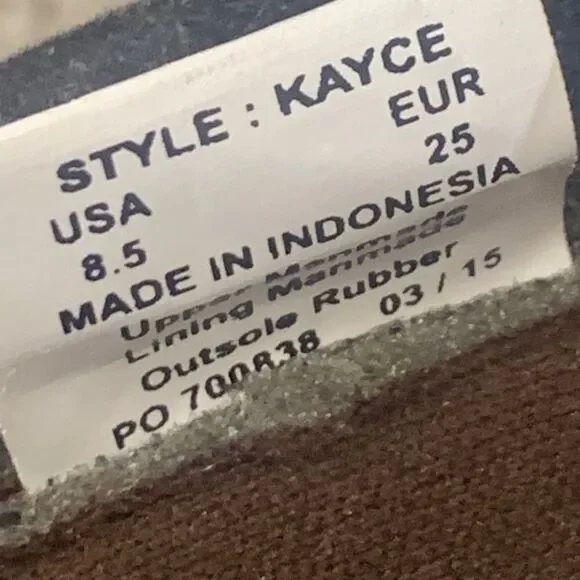 STYLE : KAYCE
USA EUR
8.5 25
MADE IN INDONESIA
Upper Manmade
Lining Manmade
Outsole Rubber
PO 700838 03 / 15